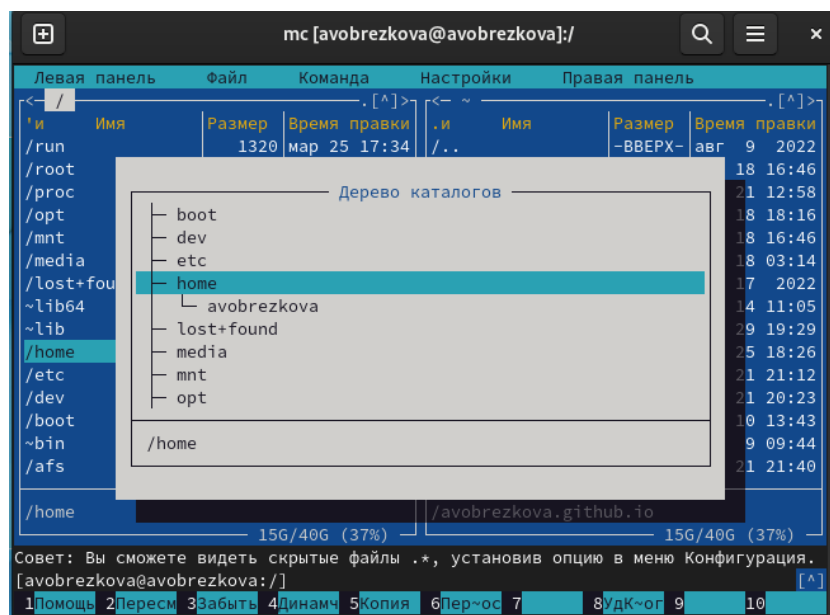 mc [avobrezkova@avobrezkova]:/
Левая панель Файл Команда Настройки Правая панель
<— / .[^]> <— ~ .[^]>
'и Имя Размер Время правки .и Имя Размер Время правки
/run 1320 мар 25 17:34 /.. -ВВЕРХ- авг 9 2022
/root 18 16:46
/proc 21 12:58
/opt 18 18:16
/mnt 18 16:46
/media 18 03:14
/lost+fou 17 2022
~lib64 14 11:05
~lib 29 19:29
/home 25 18:26
/etc 21 21:12
/dev 21 20:23
/boot 10 13:43
~bin 9 09:44
/afs 21 21:40
Дерево каталогов
boot
dev
etc
home
avobrezkova
lost+found
media
mnt
opt
/home
/home /avobrezkova.github.io
15G/40G (37%) 15G/40G (37%)
Совет: Вы сможете видеть скрытые файлы .*, установив опцию в меню Конфигурация.
[avobrezkova@avobrezkova:/] [^]
1Помощь 2Пересм 3Забыть 4Динамч 5Копия 6Пер~ос 7 8УдК~ог 9 10